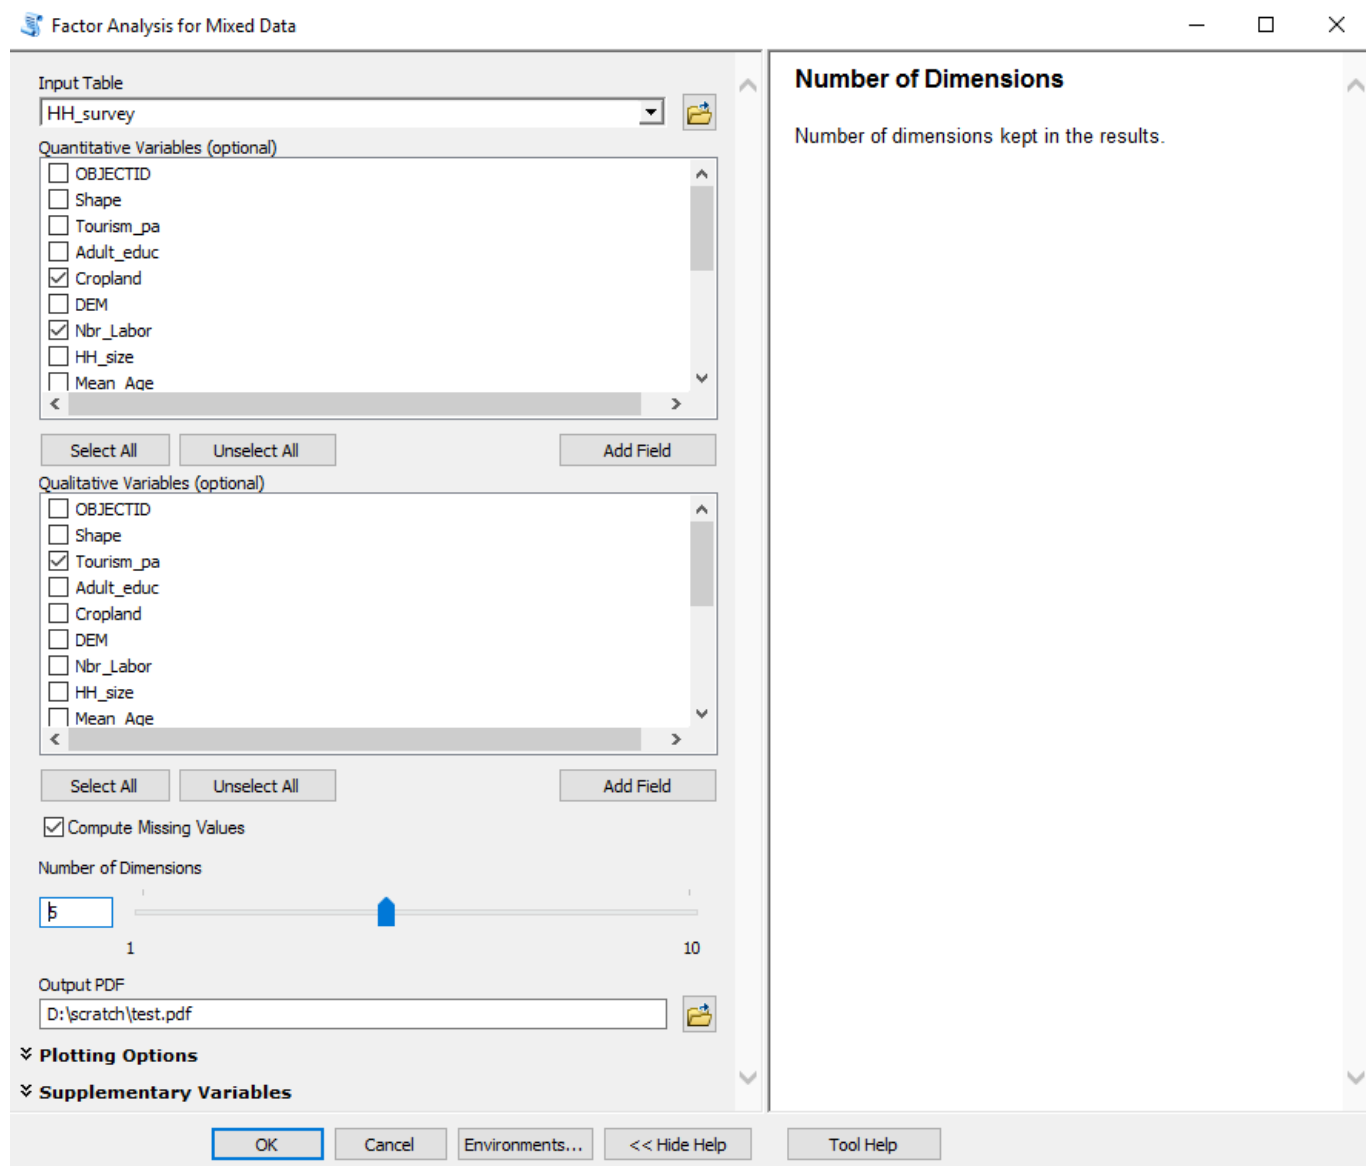 Factor Analysis for Mixed Data
Input Table
HH_survey
Quantitative Variables (optional)
OBJECTID
Shape
Tourism_pa
Adult_educ
Cropland
DEM
Nbr_Labor
HH_size
Mean_Age
Select All Unselect All Add Field
Qualitative Variables (optional)
OBJECTID
Shape
Tourism_pa
Adult_educ
Cropland
DEM
Nbr_Labor
HH_size
Mean_Age
Select All Unselect All Add Field
Compute Missing Values
Number of Dimensions
5
1 10
Output PDF
D:\scratch\test.pdf
Plotting Options
Supplementary Variables
Number of Dimensions
Number of dimensions kept in the results.
OK Cancel Environments... << Hide Help Tool Help